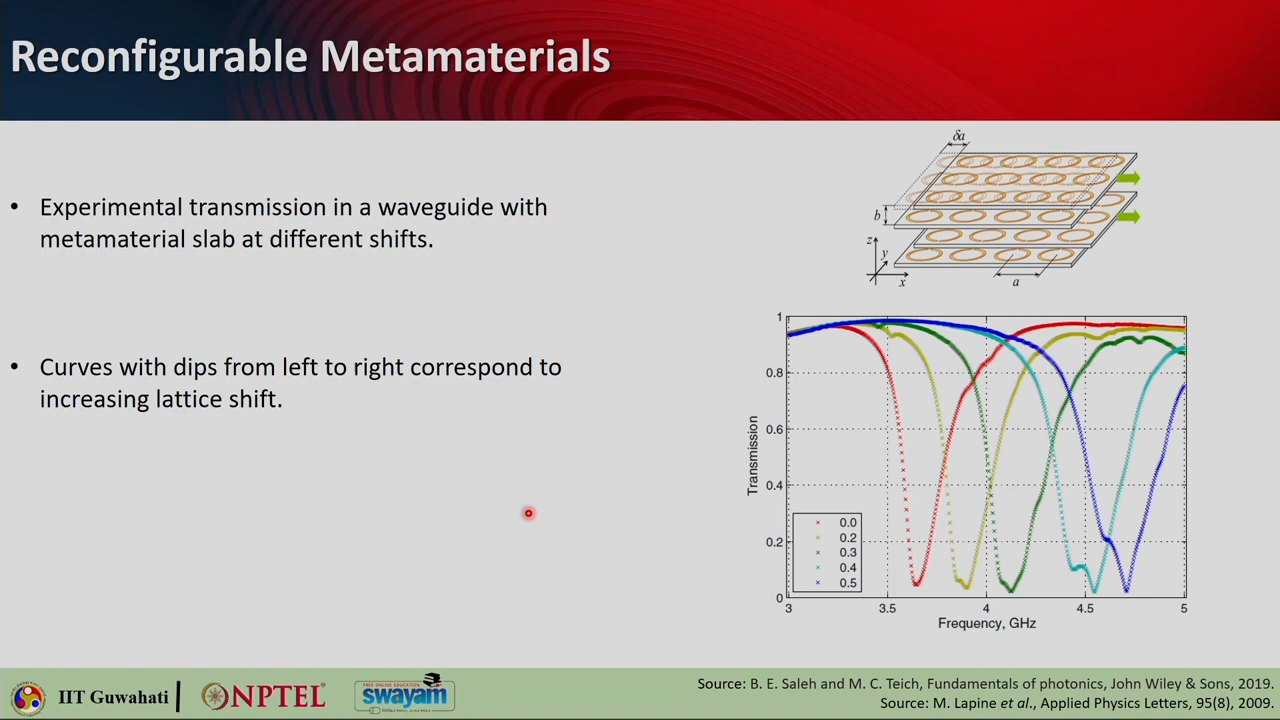 Reconfigurable Metamaterials
• Experimental transmission in a waveguide with
metamaterial slab at different shifts.
• Curves with dips from left to right correspond to
increasing lattice shift.
δa
b
z
y
x
a
1
0.8
0.6
0.4
0.2
0
Transmission
0.0
0.2
0.3
0.4
0.5
3
3.5
4
4.5
5
Frequency, GHz
IIT Guwahati
NPTEL
FREE ONLINE EDUCATION
swayam
Source: B. E. Saleh and M. C. Teich, Fundamentals of photonics, John Wiley & Sons, 2019.
Source: M. Lapine et al., Applied Physics Letters, 95(8), 2009.